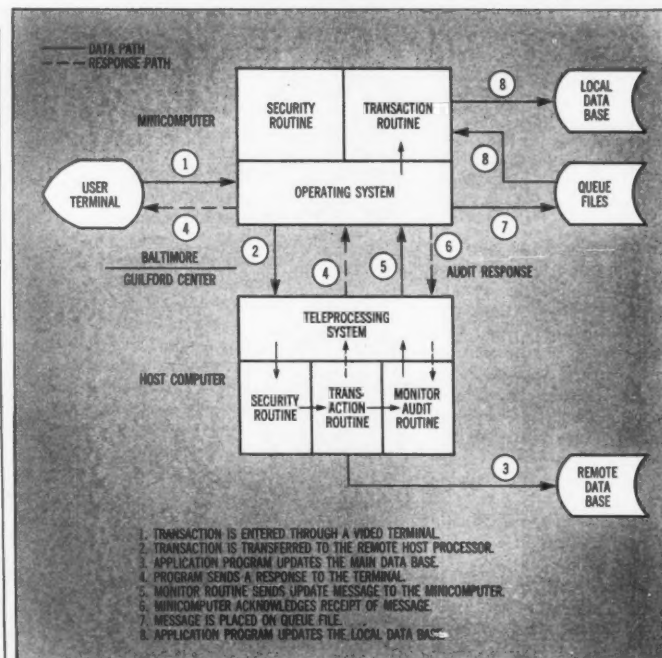 DATA PATH
RESPONSE PATH
MINICOMPUTER
SECURITY
ROUTINE
TRANSACTION
ROUTINE
8
LOCAL
DATA
BASE
1
8
USER
TERMINAL
OPERATING SYSTEM
QUEUE
FILES
4
7
BALTIMORE
GUILFORD CENTER
2
4
5
6
AUDIT RESPONSE
TELEPROCESSING
SYSTEM
HOST COMPUTER
SECURITY
ROUTINE
TRANS-
ACTION
ROUTINE
MONITOR
AUDIT
ROUTINE
3
REMOTE
DATA
BASE
1. TRANSACTION IS ENTERED THROUGH A VIDEO TERMINAL.
2. TRANSACTION IS TRANSFERRED TO THE REMOTE HOST PROCESSOR.
3. APPLICATION PROGRAM UPDATES THE MAIN DATA BASE.
4. PROGRAM SENDS A RESPONSE TO THE TERMINAL.
5. MONITOR ROUTINE SENDS UPDATE MESSAGE TO THE MINICOMPUTER.
6. MINICOMPUTER ACKNOWLEDGES RECEIPT OF MESSAGE.
7. MESSAGE IS PLACED ON QUEUE FILE.
8. APPLICATION PROGRAM UPDATES THE LOCAL DATA BASE.